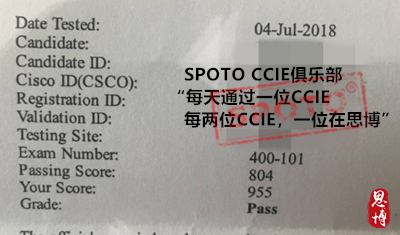 Date Tested: 04-Jul-2018
Candidate:
Candidate ID:
Cisco ID(CSCO):
SPOTO CCIE俱乐部
Registration ID:
“每天通过一位CCIE
Validation ID:
每两位CCIE，一位在思博”
SPOTO
Testing Site:
Exam Number: 400-101
Passing Score: 804
Your Score: 955
Grade: Pass
思博